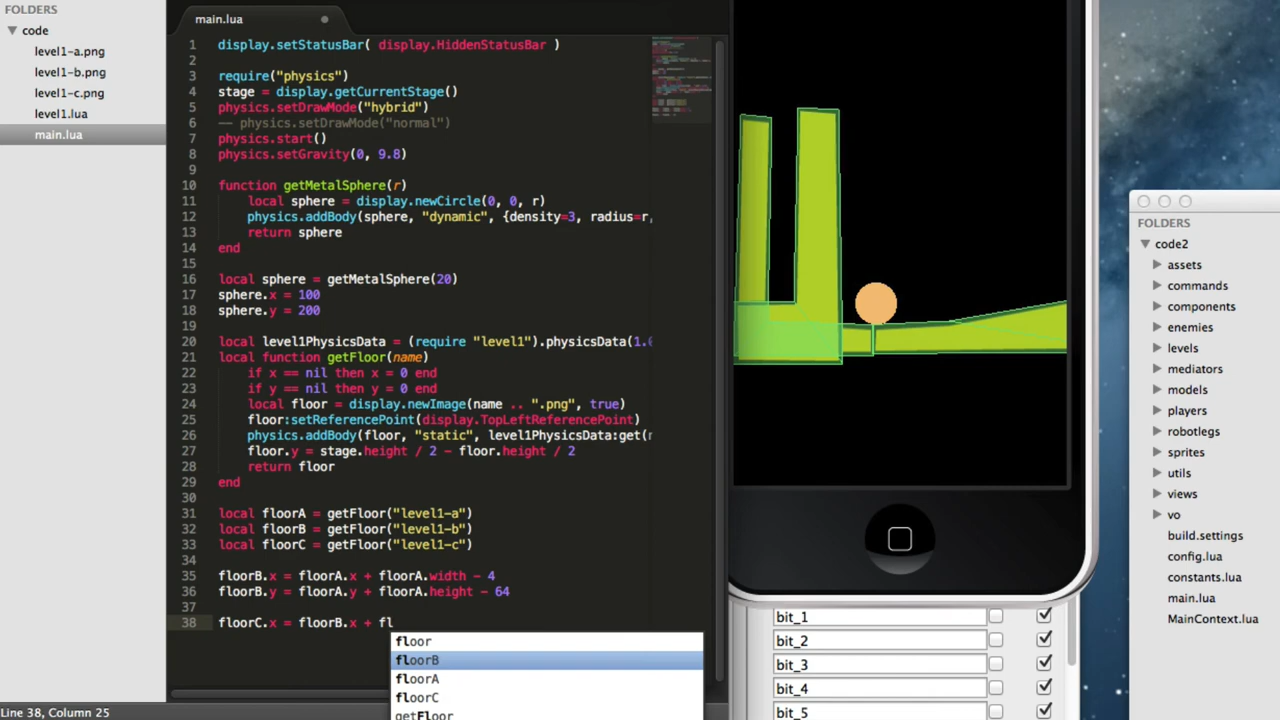 FOLDERS
code
level1-a.png
level1-b.png
level1-c.png
level1.lua
main.lua
main.lua
1 display.setStatusBar( display.HiddenStatusBar )
2
3 require("physics")
4 stage = display.getCurrentStage()
5 physics.setDrawMode("hybrid")
6 -- physics.setDrawMode("normal")
7 physics.start()
8 physics.setGravity(0, 9.8)
9
10 function getMetalSphere(r)
11 local sphere = display.newCircle(0, 0, r)
12 physics.addBody(sphere, "dynamic", {density=3, radius=r,
13 return sphere
14 end
15
16 local sphere = getMetalSphere(20)
17 sphere.x = 100
18 sphere.y = 200
19
20 local level1PhysicsData = (require "level1").physicsData(1.0
21 local function getFloor(name)
22 if x == nil then x = 0 end
23 if y == nil then y = 0 end
24 local floor = display.newImage(name .. ".png", true)
25 floor:setReferencePoint(display.TopLeftReferencePoint)
26 physics.addBody(floor, "static", level1PhysicsData:get(n
27 floor.y = stage.height / 2 - floor.height / 2
28 return floor
29 end
30
31 local floorA = getFloor("level1-a")
32 local floorB = getFloor("level1-b")
33 local floorC = getFloor("level1-c")
34
35 floorB.x = floorA.x + floorA.width - 4
36 floorB.y = floorA.y + floorA.height - 64
37
38 floorC.x = floorB.x + fl
floor
floorB
floorA
floorC
getFloor
Line 38, Column 25
bit_1
bit_2
bit_3
bit_4
bit_5
FOLDERS
code2
assets
commands
components
enemies
levels
mediators
models
players
robotlegs
sprites
utils
views
vo
build.settings
config.lua
constants.lua
main.lua
MainContext.lua